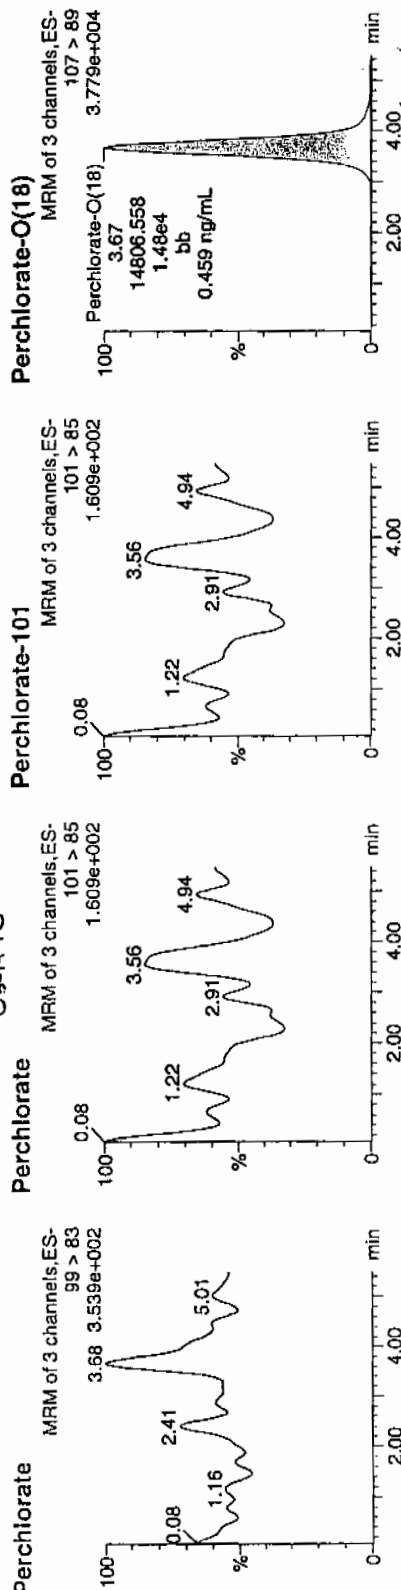 Perchlorate
MRM of 3 channels,ES-
99 > 83
3.68 3.539e+002
100
0.08
1.16
2.41
5.01
%
2.00
4.00
min
Perchlorate
MRM of 3 channels,ES-
101 > 85
1.609e+002
0.08
100
1.22
2.91
3.56
4.94
%
0
2.00
4.00
min
Perchlorate-101
MRM of 3 channels,ES-
101 > 85
1.609e+002
0.08
100
1.22
2.91
3.56
4.94
%
0
2.00
4.00
min
Perchlorate-O(18)
MRM of 3 channels,ES-
107 > 89
3.779e+004
100
Perchlorate-O(18)
3.67
14806.558
1.48e4
bb
0.459 ng/mL
%
0
2.00
4.00
min